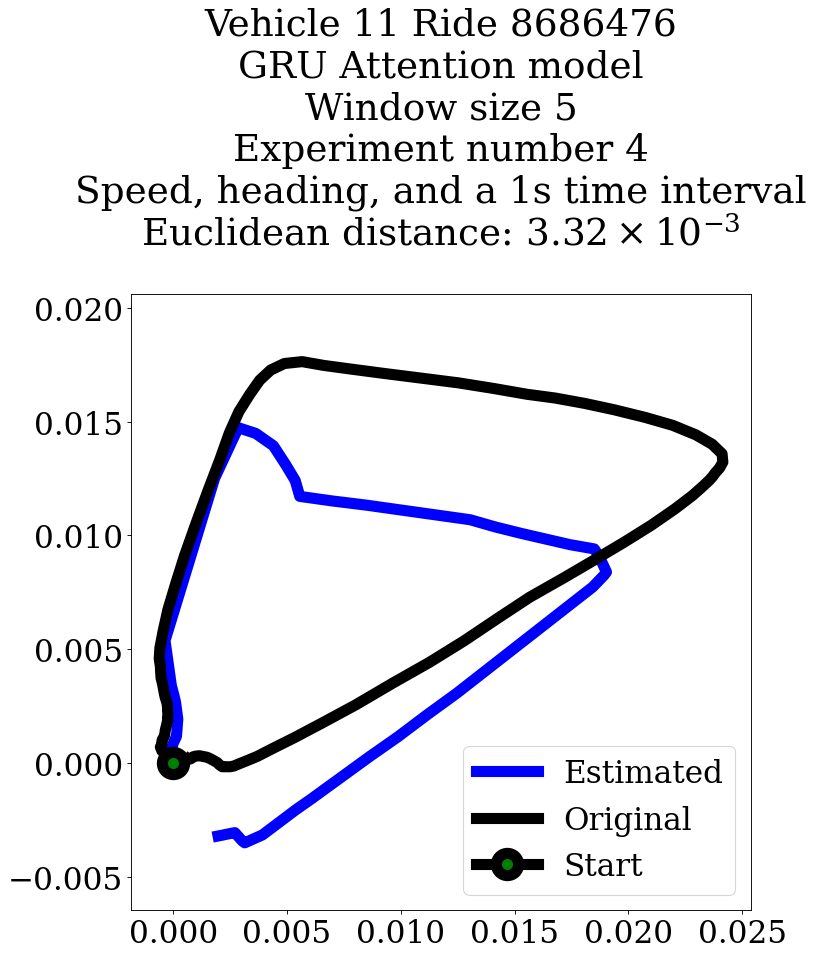 Vehicle 11 Ride 8686476
GRU Attention model
Window size 5
Experiment number 4
Speed, heading, and a 1s time interval
Euclidean distance: 3.32 × 10⁻³
0.020
0.015
0.010
0.005
0.000
−0.005
Estimated
Original
Start
0.000 0.005 0.010 0.015 0.020 0.025